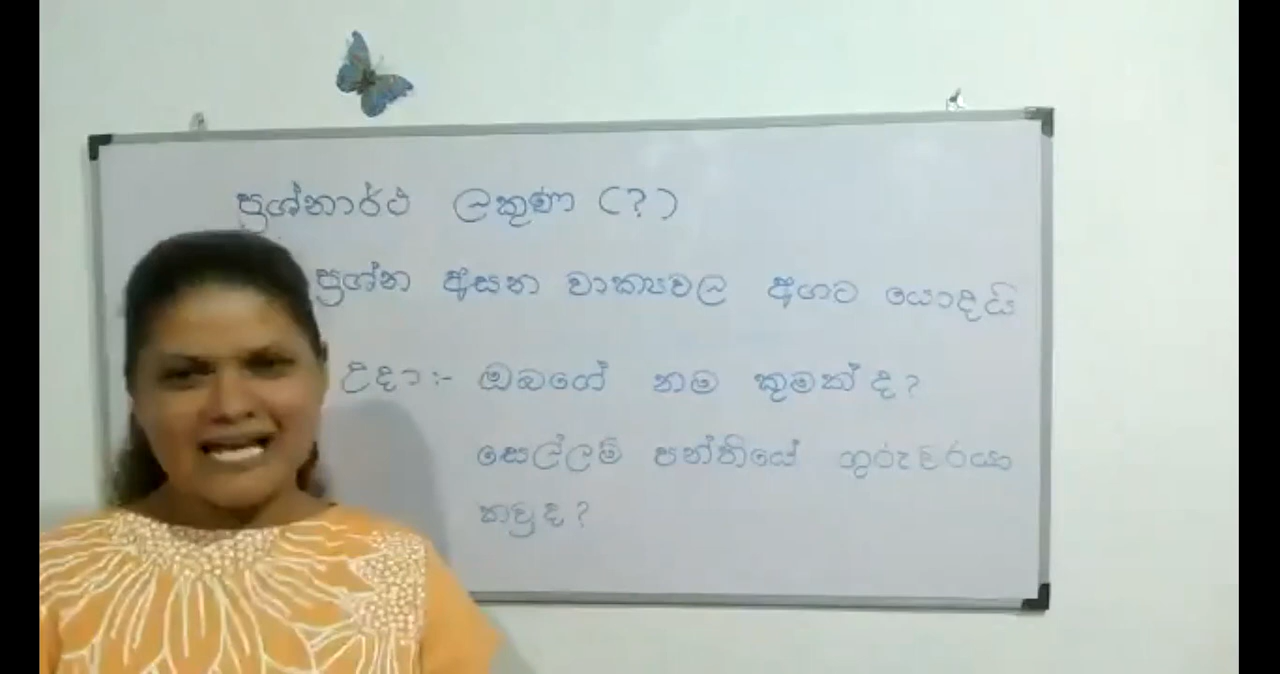 ප්‍රශ්නාර්ථ ලකුණ (?)
ප්‍රශ්න අසන වාක්‍යවල අගට යොදයි
උදා :- ඔබගේ නම කුමක් ද ?
සෙල්ලම් පන්තියේ ගුරුවරයා
කවුද ?